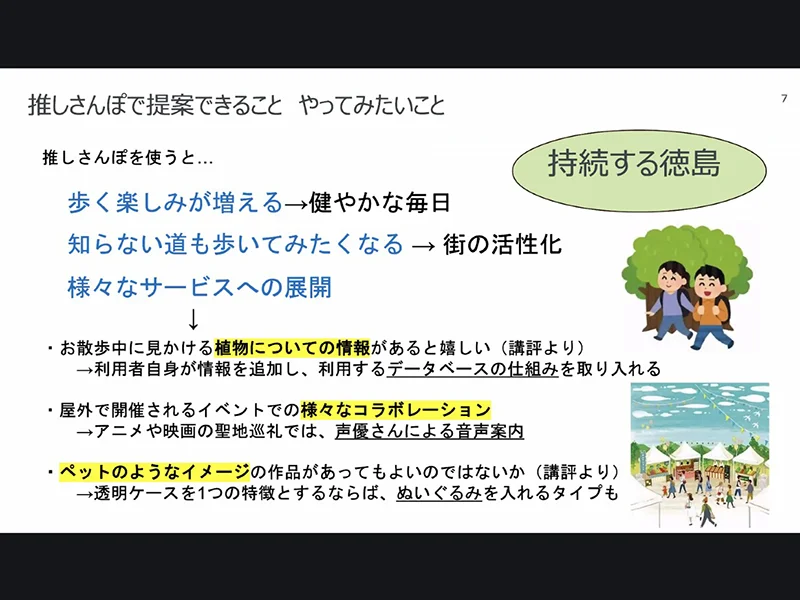 推しさんぽで提案できること　やってみたいこと
7
推しさんぽを使うと…
持続する徳島
歩く楽しみが増える→健やかな毎日
知らない道も歩いてみたくなる → 街の活性化
様々なサービスへの展開
↓
・お散歩中に見かける植物についての情報があると嬉しい（講評より）
→利用者自身が情報を追加し、利用するデータベースの仕組みを取り入れる
・屋外で開催されるイベントでの様々なコラボレーション
→アニメや映画の聖地巡礼では、声優さんによる音声案内
・ペットのようなイメージの作品があってもよいのではないか（講評より）
→透明ケースを1つの特徴とするならば、ぬいぐるみを入れるタイプも